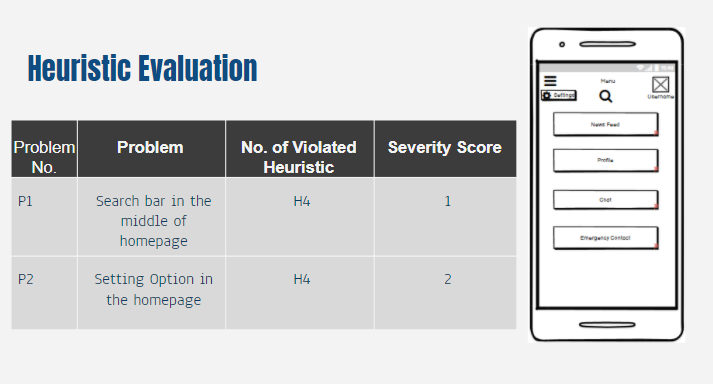 Heuristic Evaluation
Problem No.
Problem
No. of Violated Heuristic
Severity Score
P1
Search bar in the middle of homepage
H4
1
P2
Setting Option in the homepage
H4
2
Menu
Settings
Username
News Feed
Profile
Chat
Emergency Contact